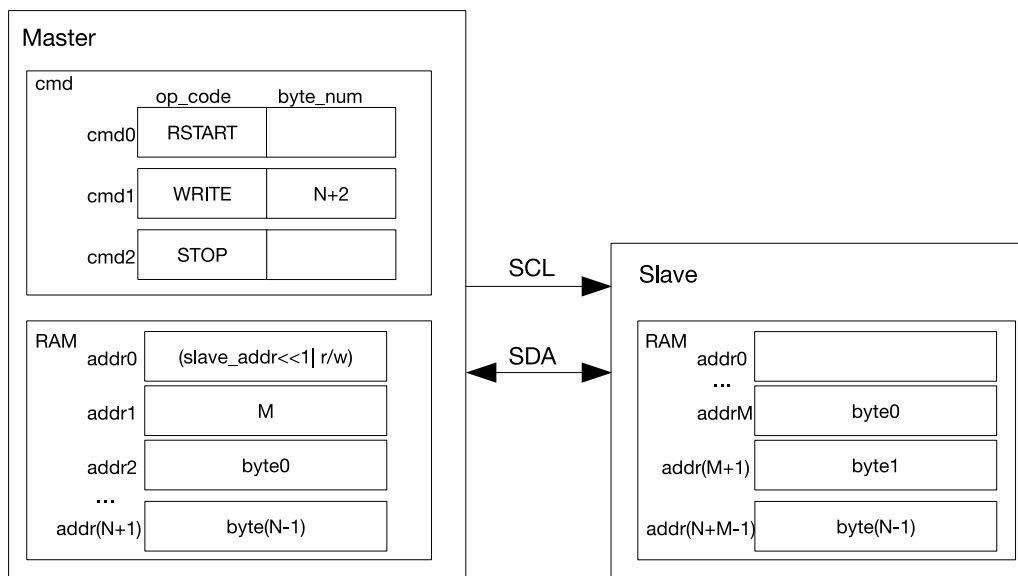 Master
cmd
op_code byte_num
cmd0 RSTART
cmd1 WRITE N+2
cmd2 STOP
RAM
addr0 (slave_addr<<1| r/w)
addr1 M
addr2 byte0
...
addr(N+1) byte(N-1)
SCL
SDA
Slave
RAM
addr0
...
addrM byte0
addr(M+1) byte1
addr(N+M-1) byte(N-1)